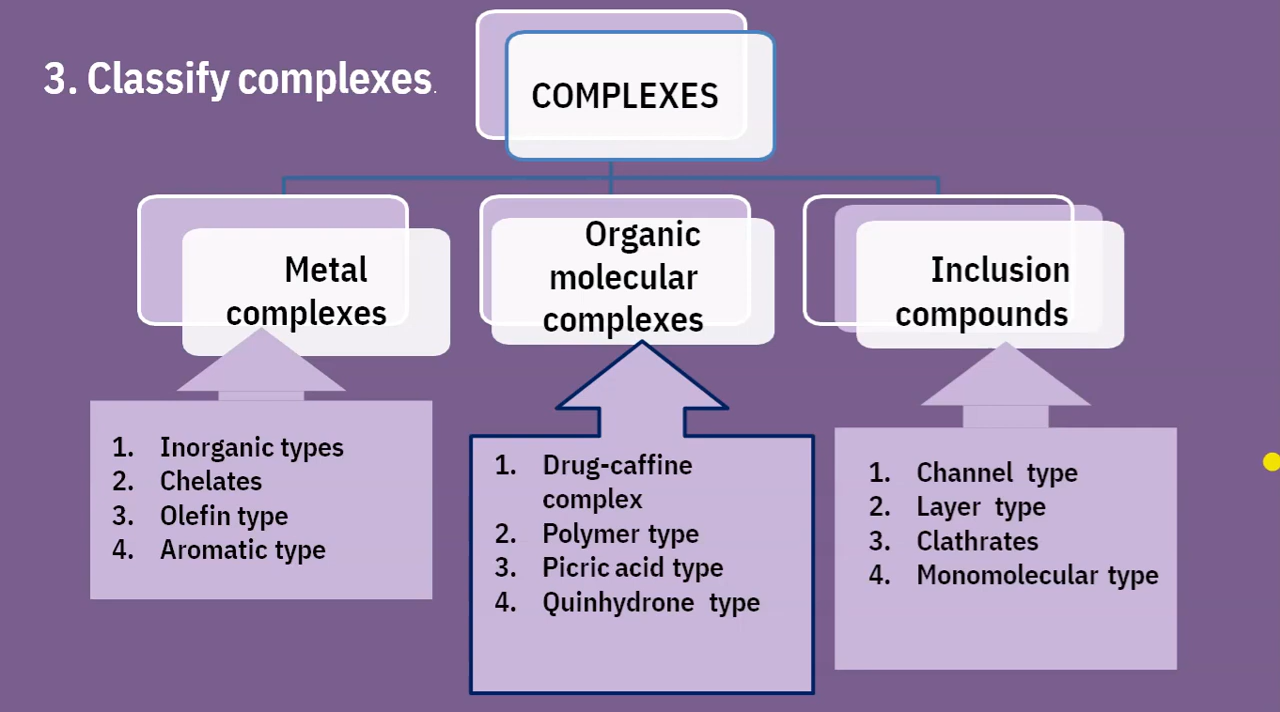 3. Classify complexes.
COMPLEXES
Metal
complexes
Organic
molecular
complexes
Inclusion
compounds
1. Inorganic types
2. Chelates
3. Olefin type
4. Aromatic type
1. Drug-caffine
complex
2. Polymer type
3. Picric acid type
4. Quinhydrone type
1. Channel type
2. Layer type
3. Clathrates
4. Monomolecular type